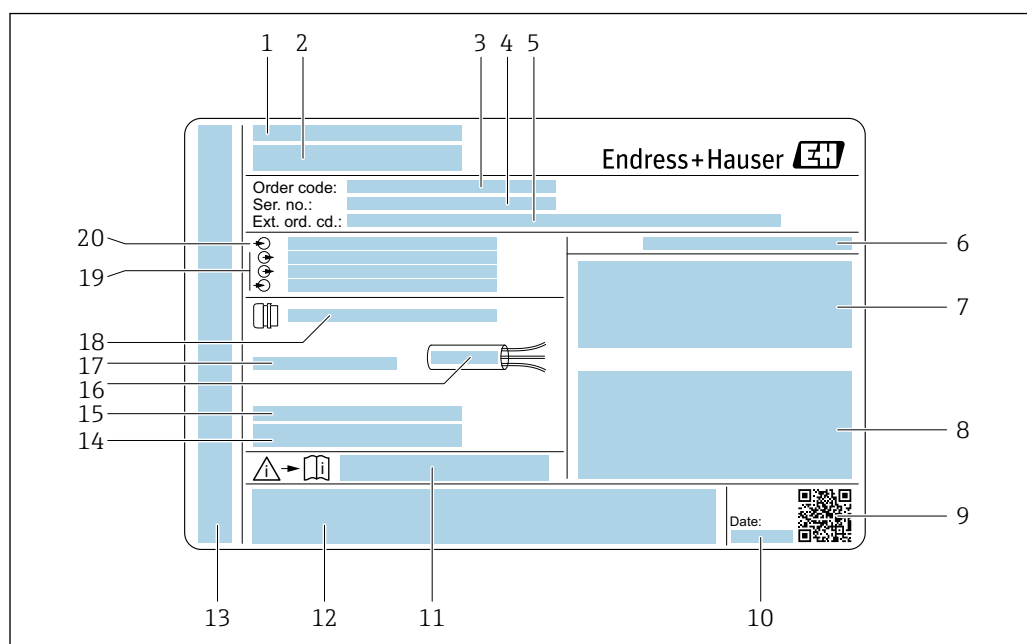 1 2 3 4 5
Endress+Hauser EH
Order code:
Ser. no.:
Ext. ord. cd.:
20
19
18
17
16
15
14
6
7
8
i i
Date:
9
13 12 11 10